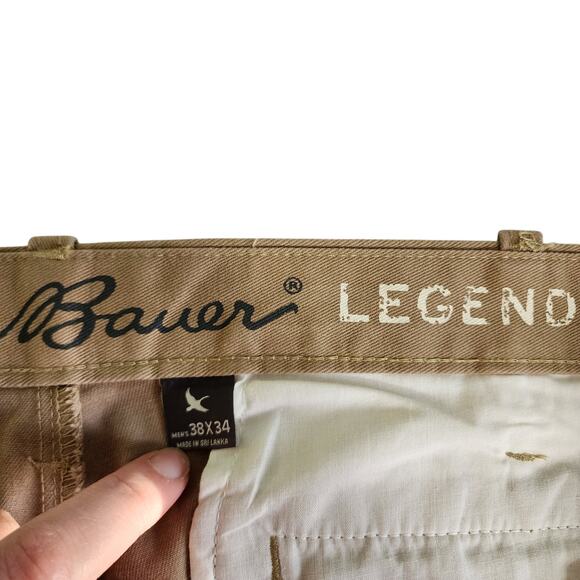 Bauer® LEGEND
MEN'S 38X34
MADE IN SRI LANKA